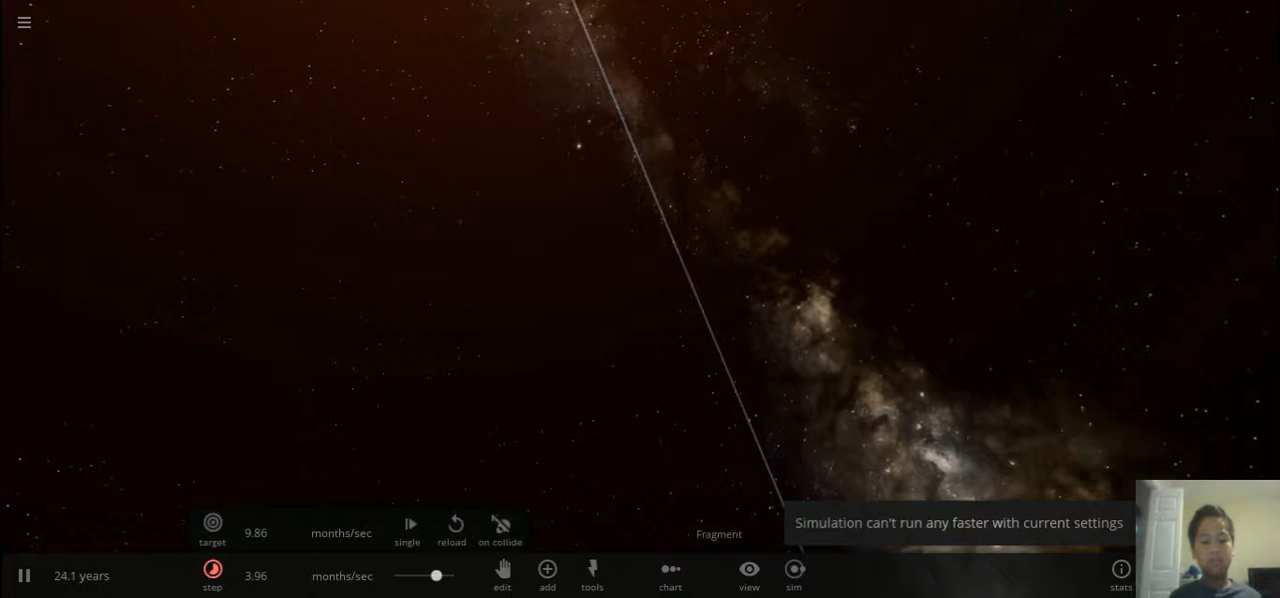 Simulation can't run any faster with current settings
Fragment
target 9.86 months/sec single reload on collide
24.1 years step 3.96 months/sec edit add tools chart view sim stats